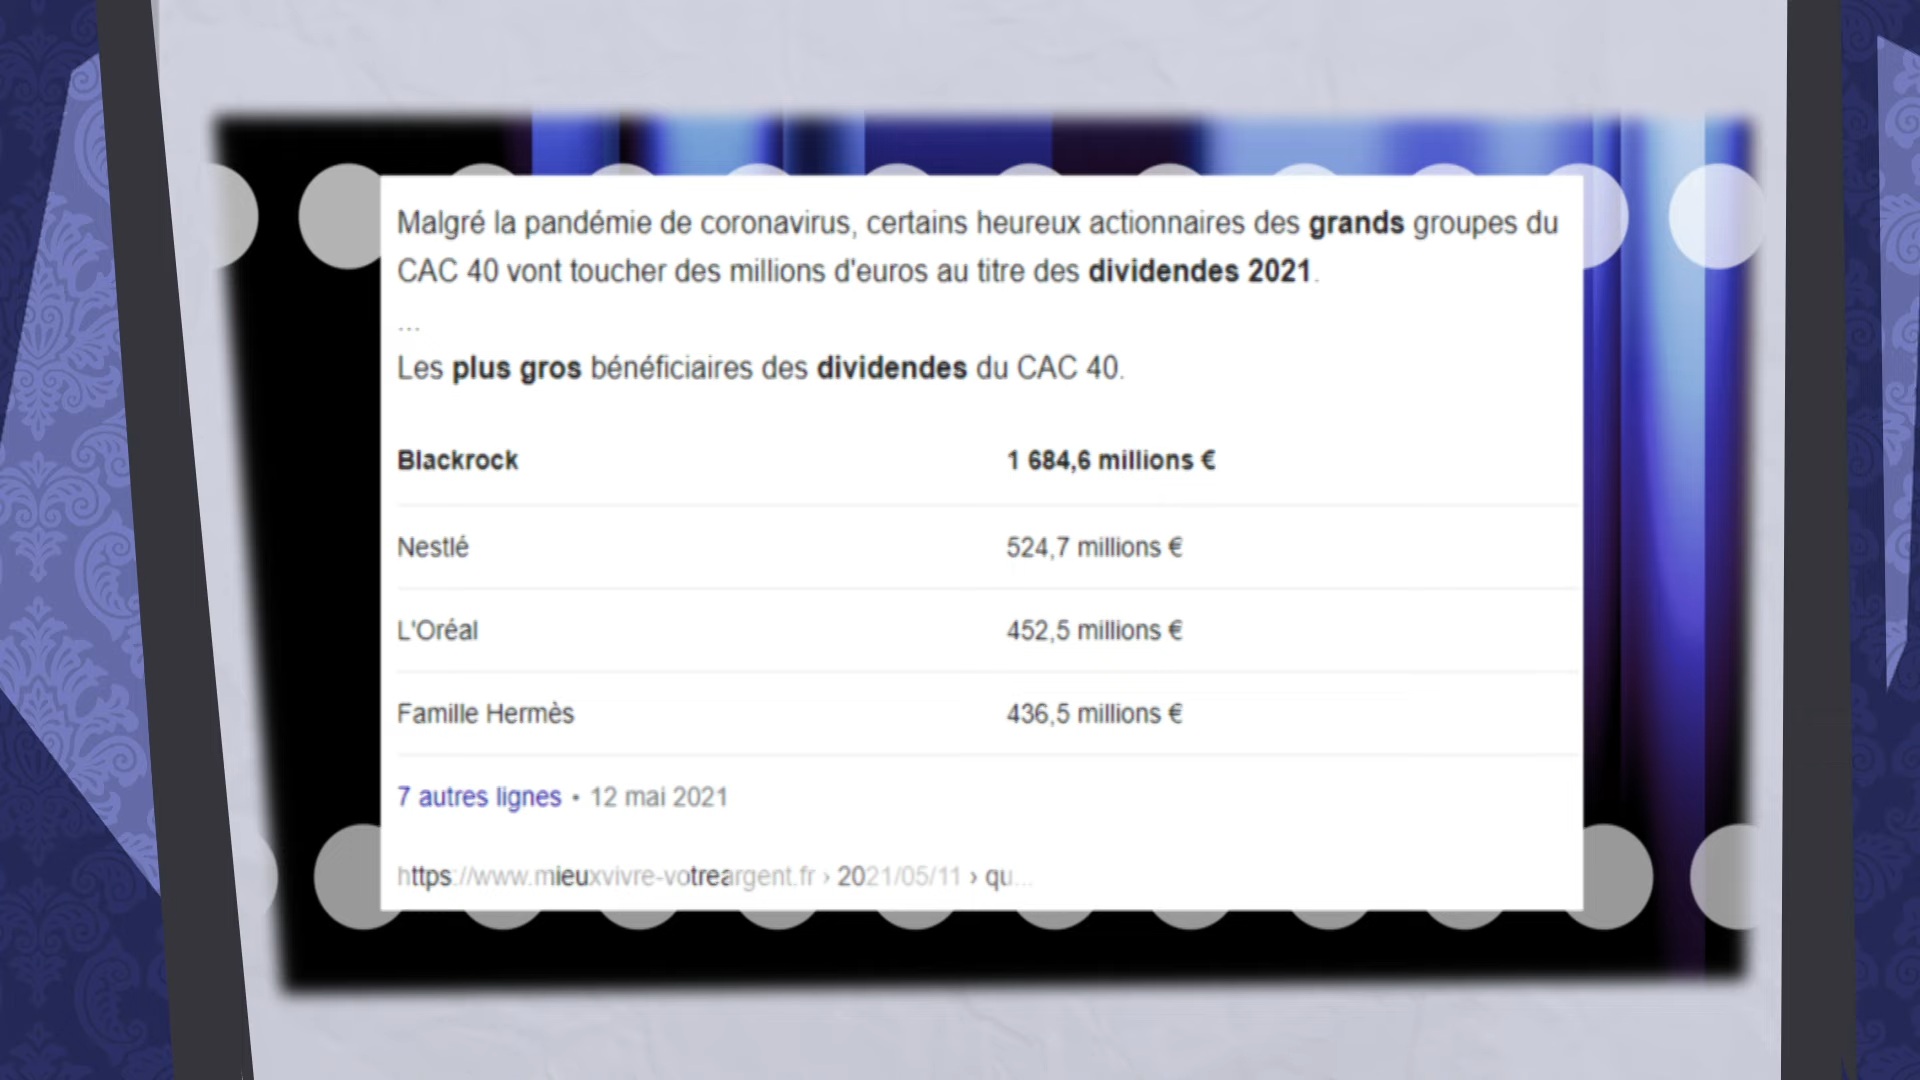 Malgré la pandémie de coronavirus, certains heureux actionnaires des grands groupes du
CAC 40 vont toucher des millions d'euros au titre des dividendes 2021.
...
Les plus gros bénéficiaires des dividendes du CAC 40.
Blackrock 1 684,6 millions €
Nestlé 524,7 millions €
L'Oréal 452,5 millions €
Famille Hermès 436,5 millions €
7 autres lignes • 12 mai 2021
https://www.mieuxvivre-votreargent.fr › 2021/05/11 › qu...